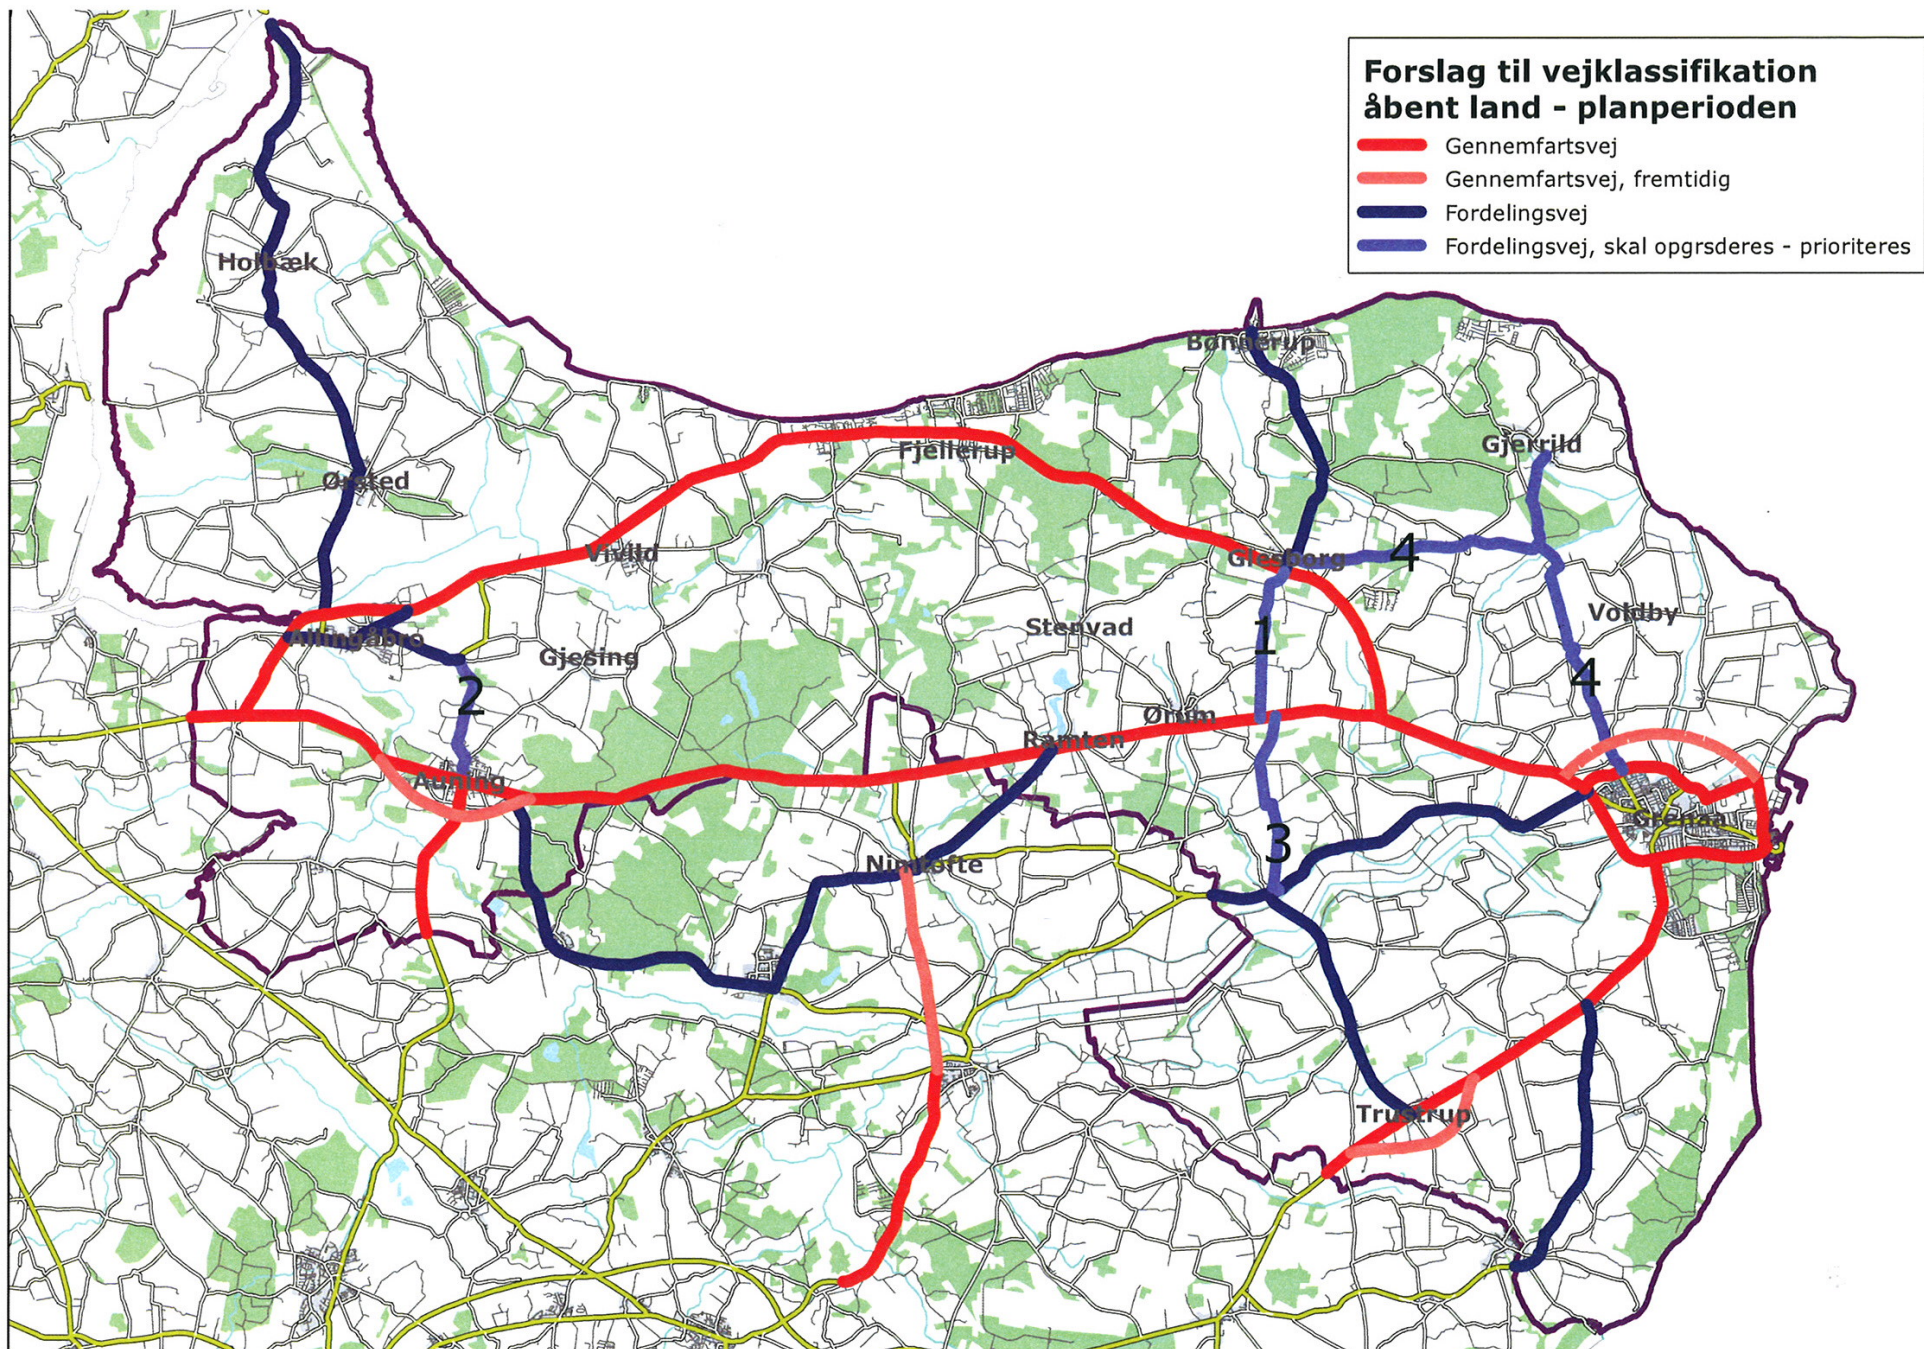 Forslag til vejklassifikation
åbent land - planperioden
Gennemfartsvej
Gennemfartsvej, fremtidig
Fordelingsvej
Fordelingsvej, skal opgrsderes - prioriteres
Holbæk
Bønnerup
Gjerrild
Fjellerup
Ørsted
Vivild
Glesborg
4
Voldby
Stenvad
1
Allingåbro
Gjesing
4
2
Ørum
Ramten
Auning
Grenaa
3
Nimtofte
Trustrup